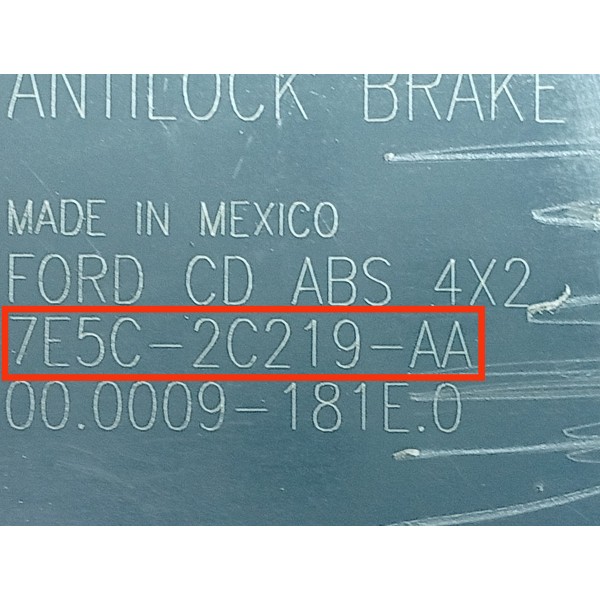 ANTILOCK BRAKE
MADE IN MEXICO
FORD CD ABS 4X2
7E5C-2C219-AA
00.0009-181E.0